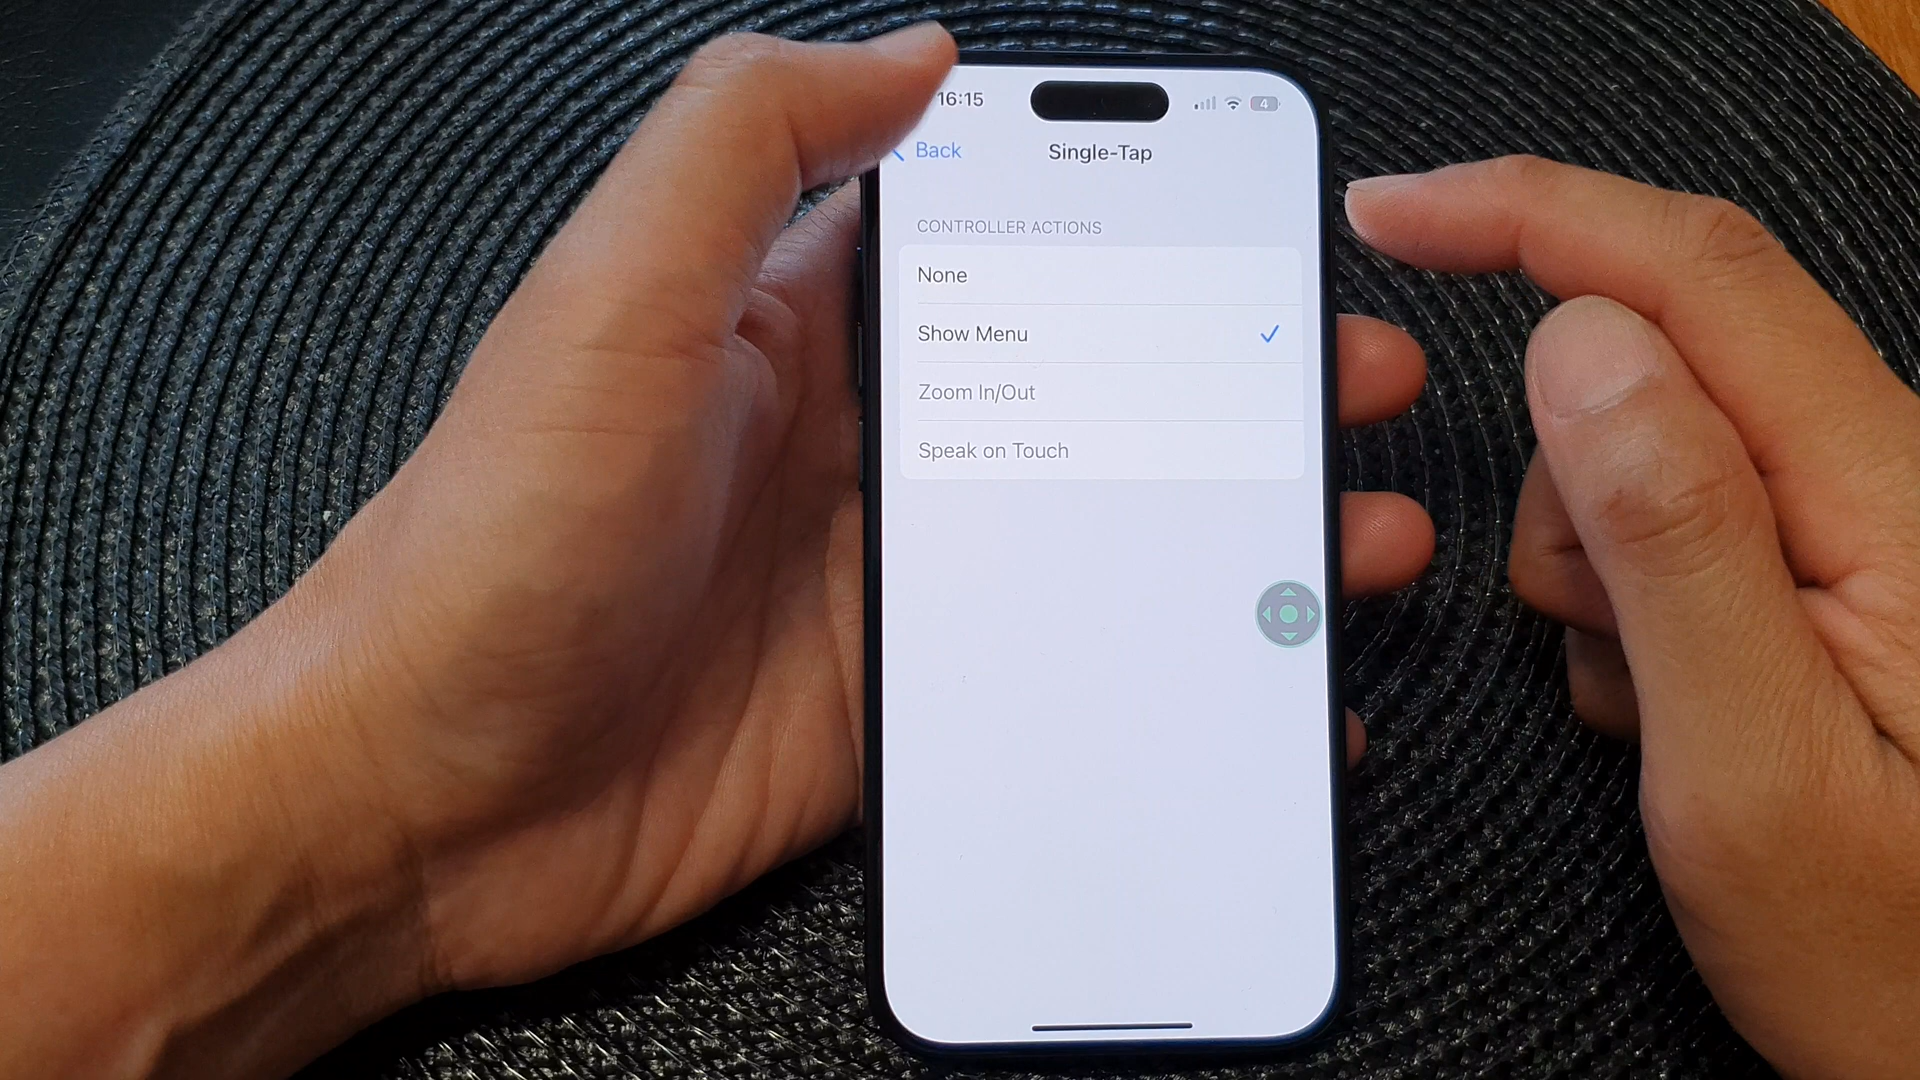 16:15
4
Back
Single-Tap
CONTROLLER ACTIONS
None
Show Menu
Zoom In/Out
Speak on Touch